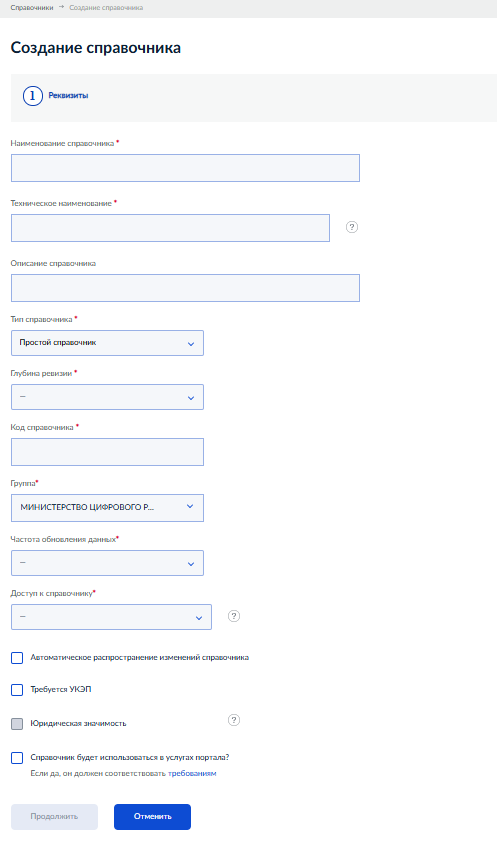 Справочники → Создание справочника
Создание справочника
1 Реквизиты
Наименование справочника *
Техническое наименование *
?
Описание справочника
Тип справочника *
Простой справочник
Глубина ревизии *
—
Код справочника *
Группа*
МИНИСТЕРСТВО ЦИФРОВОГО Р...
Частота обновления данных*
—
Доступ к справочнику*
— ?
Автоматическое распространение изменений справочника
Требуется УКЭП
Юридическая значимость ?
Справочник будет использоваться в услугах портала?
Если да, он должен соответствовать требованиям
Продолжить Отменить